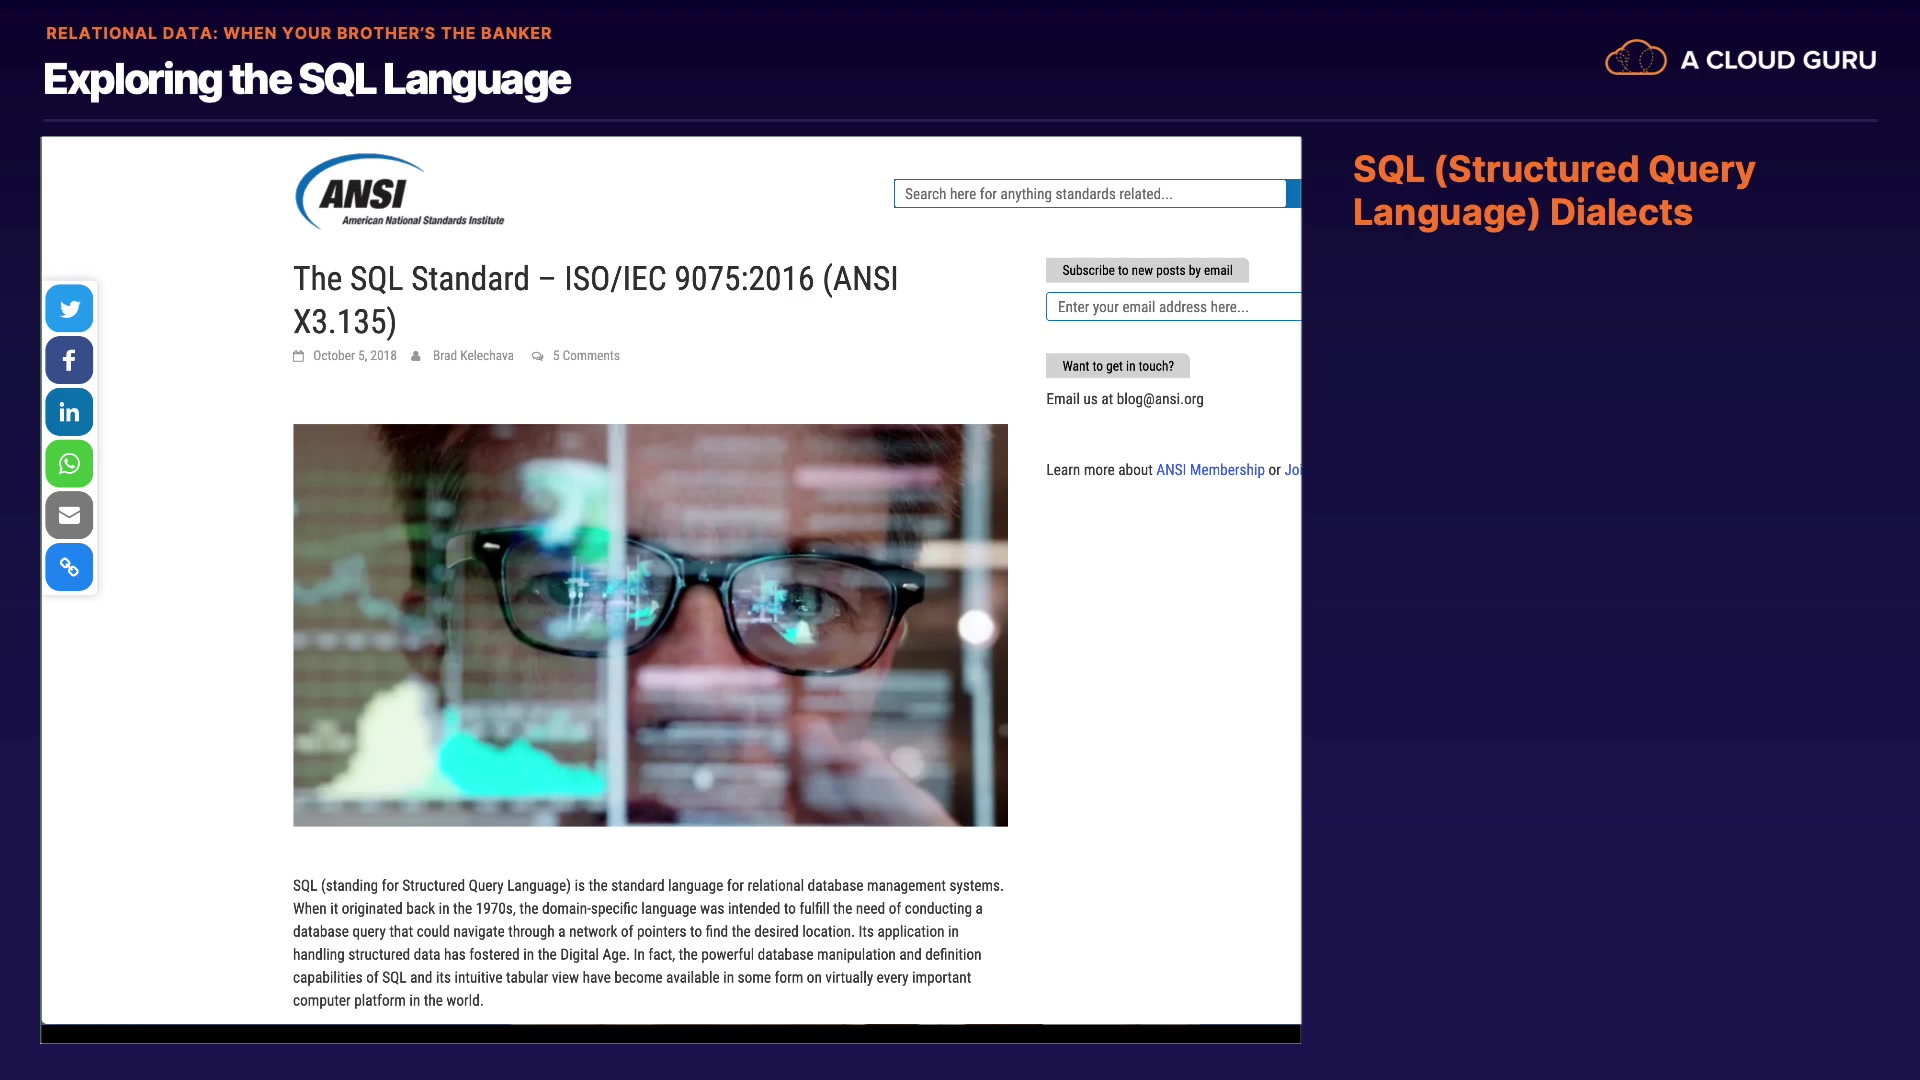 RELATIONAL DATA: WHEN YOUR BROTHER'S THE BANKER
Exploring the SQL Language
A CLOUD GURU
ANSI
American National Standards Institute
Search here for anything standards related...
The SQL Standard – ISO/IEC 9075:2016 (ANSI
X3.135)
October 5, 2018 Brad Kelechava 5 Comments
Subscribe to new posts by email
Enter your email address here...
Want to get in touch?
Email us at blog@ansi.org
Learn more about ANSI Membership or Joi
SQL (standing for Structured Query Language) is the standard language for relational database management systems.
When it originated back in the 1970s, the domain-specific language was intended to fulfill the need of conducting a
database query that could navigate through a network of pointers to find the desired location. Its application in
handling structured data has fostered in the Digital Age. In fact, the powerful database manipulation and definition
capabilities of SQL and its intuitive tabular view have become available in some form on virtually every important
computer platform in the world.
SQL (Structured Query
Language) Dialects